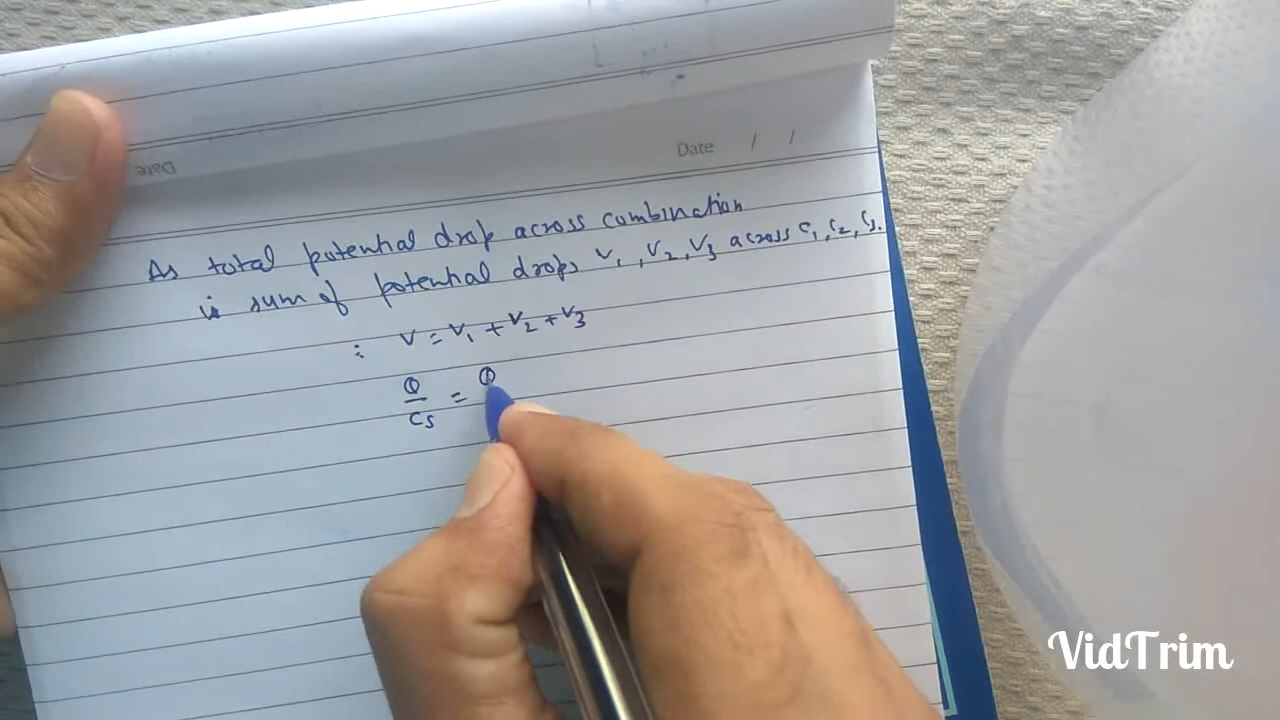 Date
Date / /
As total potential drop across combination
is sum of potential drops V₁, V₂, V₃ across C₁, C₂, C₃.
∴ V = V₁ + V₂ + V₃
Q/Cs = Q
VidTrim